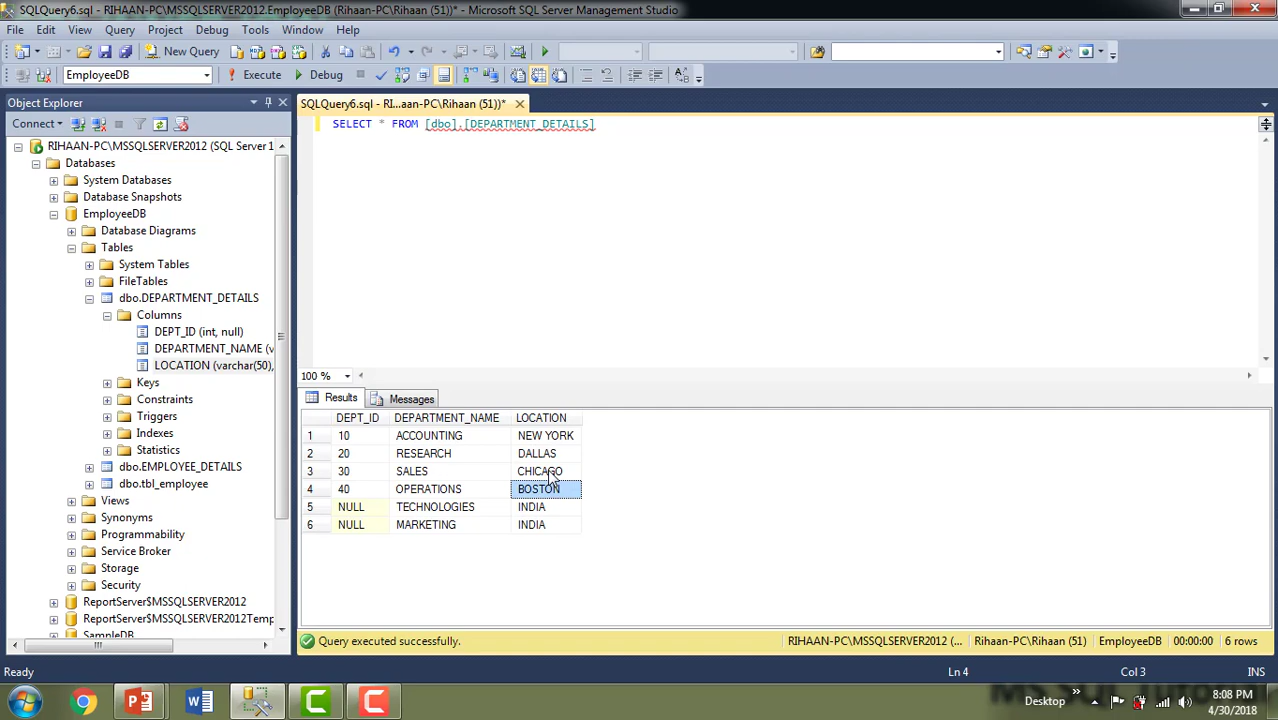 SQLQuery6.sql - RIHAAN-PC\MSSQLSERVER2012.EmployeeDB (Rihaan-PC\Rihaan (51))* - Microsoft SQL Server Management Studio
File Edit View Query Project Debug Tools Window Help
New Query
EmployeeDB Execute Debug
Object Explorer
SQLQuery6.sql - RI...aan-PC\Rihaan (51))*
Connect
SELECT * FROM [dbo].[DEPARTMENT_DETAILS]
RIHAAN-PC\MSSQLSERVER2012 (SQL Server 1
Databases
System Databases
Database Snapshots
EmployeeDB
Database Diagrams
Tables
System Tables
FileTables
dbo.DEPARTMENT_DETAILS
Columns
DEPT_ID (int, null)
DEPARTMENT_NAME (v
LOCATION (varchar(50),
Keys
Constraints
Triggers
Indexes
Statistics
dbo.EMPLOYEE_DETAILS
dbo.tbl_employee
Views
Synonyms
Programmability
Service Broker
Storage
Security
ReportServer$MSSQLSERVER2012
ReportServer$MSSQLSERVER2012Temp
SampleDB
100 %
Results Messages
DEPT_ID DEPARTMENT_NAME LOCATION
1 10 ACCOUNTING NEW YORK
2 20 RESEARCH DALLAS
3 30 SALES CHICAGO
4 40 OPERATIONS BOSTON
5 NULL TECHNOLOGIES INDIA
6 NULL MARKETING INDIA
Query executed successfully. RIHAAN-PC\MSSQLSERVER2012 (... Rihaan-PC\Rihaan (51) EmployeeDB 00:00:00 6 rows
Ready Ln 4 Col 3 INS
Desktop 8:08 PM
4/30/2018